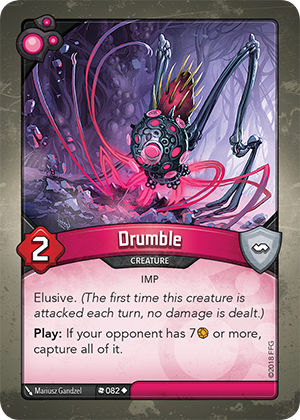 Drumble
2
CREATURE
IMP
Elusive. (The first time this creature is
attacked each turn, no damage is dealt.)
Play: If your opponent has 7 or more,
capture all of it.
Mariusz Gandzel
082
©2018 FFG